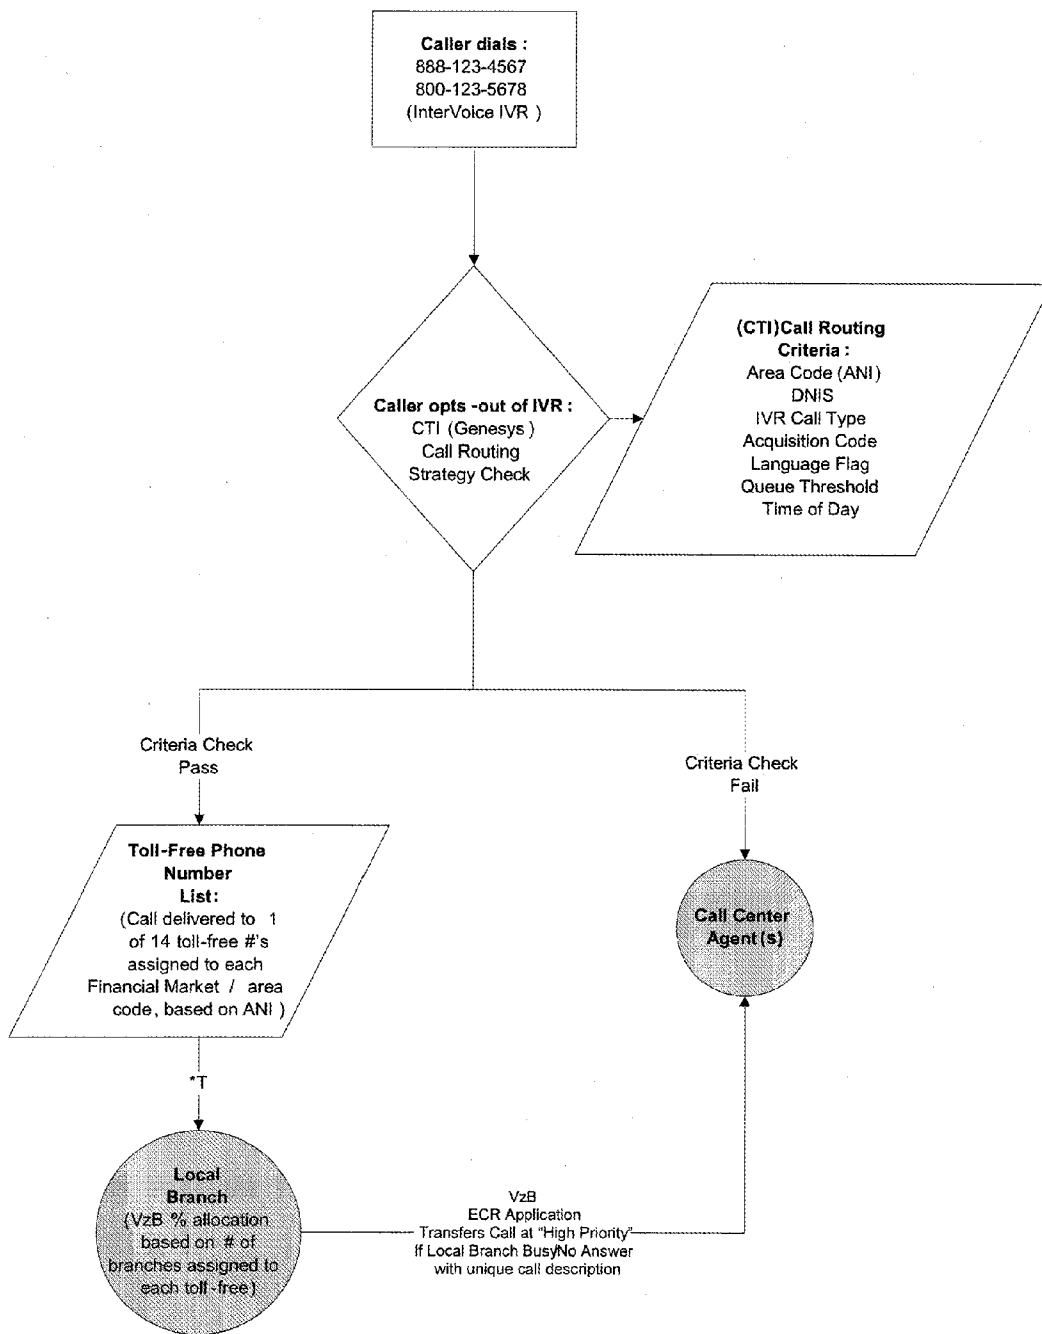 Caller dials :
888-123-4567
800-123-5678
(InterVoice IVR )
Caller opts -out of IVR :
CTI (Genesys )
Call Routing
Strategy Check
(CTI)Call Routing
Criteria :
Area Code (ANI)
DNIS
IVR Call Type
Acquisition Code
Language Flag
Queue Threshold
Time of Day
Criteria Check
Pass
Criteria Check
Fail
Toll-Free Phone
Number
List:
(Call delivered to 1
of 14 toll-free #'s
assigned to each
Financial Market / area
code, based on ANI )
Call Center
Agent(s)
*T
Local
Branch
(VzB % allocation
based on # of
branches assigned to
each toll -free)
VzB
ECR Application
Transfers Call at "High Priority"
If Local Branch Busy/No Answer
with unique call description